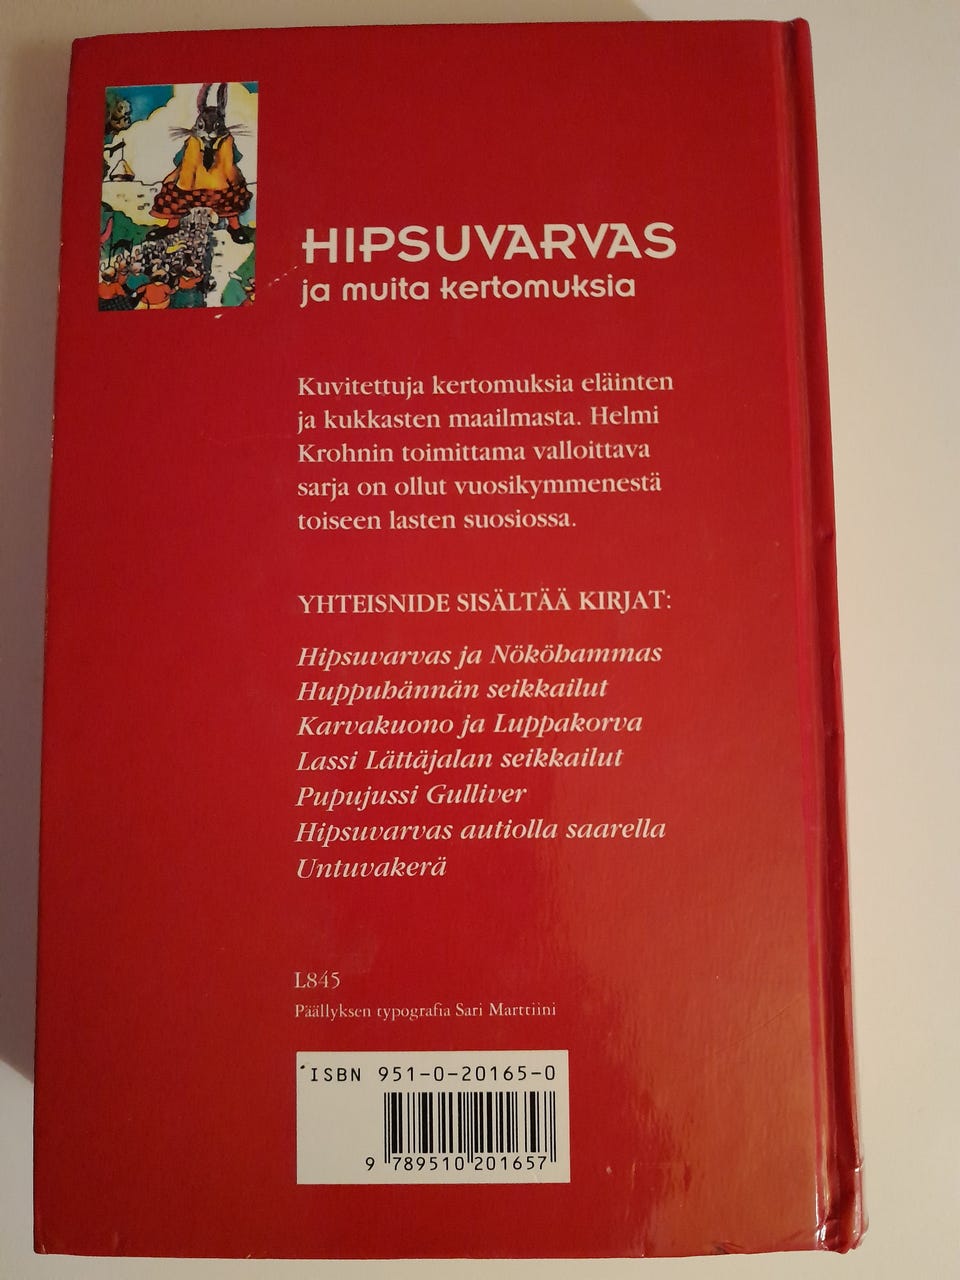 HIPSUVARVAS
ja muita kertomuksia
Kuvitettuja kertomuksia eläinten
ja kukkasten maailmasta. Helmi
Krohnin toimittama valloittava
sarja on ollut vuosikymmenestä
toiseen lasten suosiossa.
YHTEISNIDE SISÄLTÄÄ KIRJAT:
Hipsuvarvas ja Nököhammas
Huppuhännän seikkailut
Karvakuono ja Luppakorva
Lassi Lättäjalan seikkailut
Pupujussi Gulliver
Hipsuvarvas autiolla saarella
Untuvakerä
L845
Päällyksen typografia Sari Marttiini
ISBN 951-0-20165-0
9 789510 201657